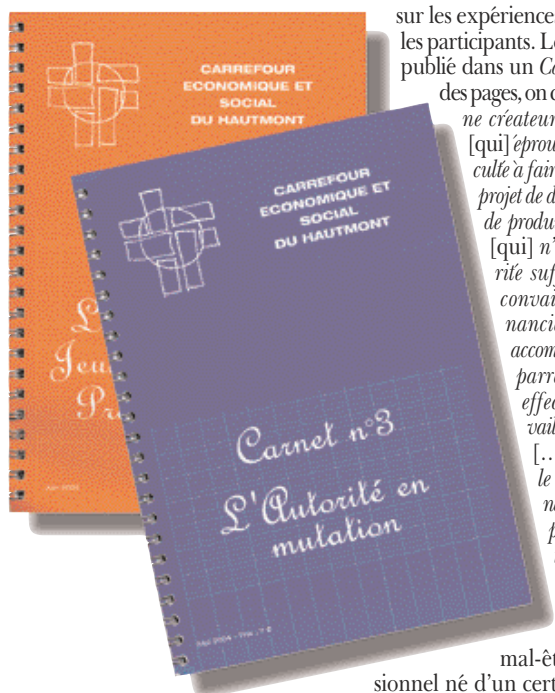 CARREFOUR
ECONOMIQUE ET
SOCIAL
DU HAUTMONT
CARREFOUR
ECONOMIQUE ET
SOCIAL
DU HAUTMONT
Carnet n°3
L'Autorité en
mutation
Mai 2004
sur les expérience
les participants. L
publié dans un C
des pages, on
ne créateur
[qui] éprou
culté à fair
projet de d
de produ
[qui] n'
rité suf
convai
nanci
accom
parr
effec
vail
[...
le
n
p
mal-êt
sionnel né d'un cert